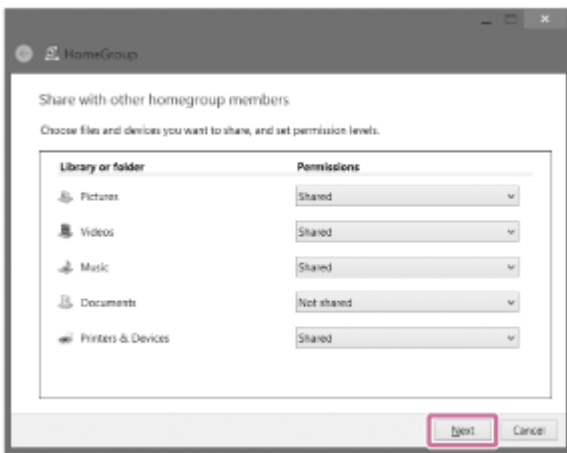 HomeGroup
Share with other homegroup members
Choose files and devices you want to share, and set permission levels.
Library or folder Permissions
Pictures Shared
Videos Shared
Music Shared
Documents Not shared
Printers & Devices Shared
Next Cancel